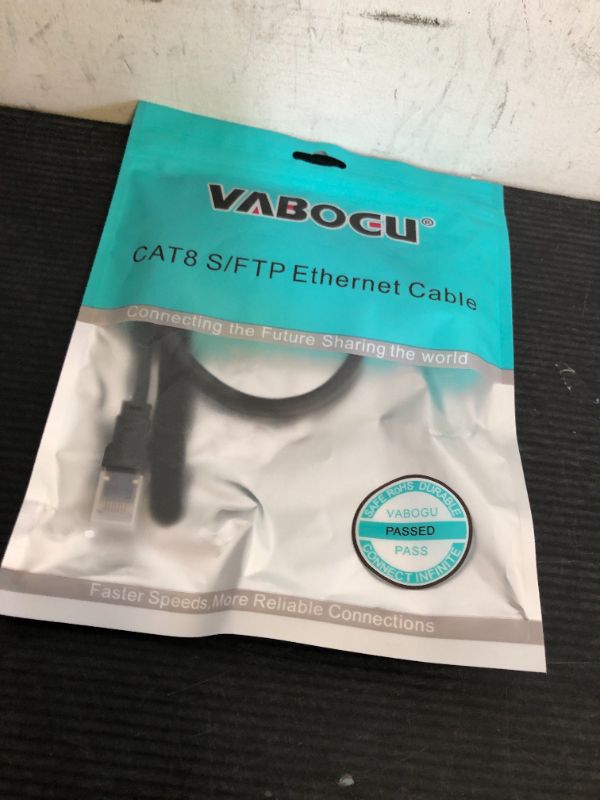 VABOGU®
CAT8 S/FTP Ethernet Cable
Connecting the Future Sharing the world
SAFE RoHS DURABLE
VABOGU
PASSED
PASS
CONNECT INFINITE
Faster Speeds, More Reliable Connections